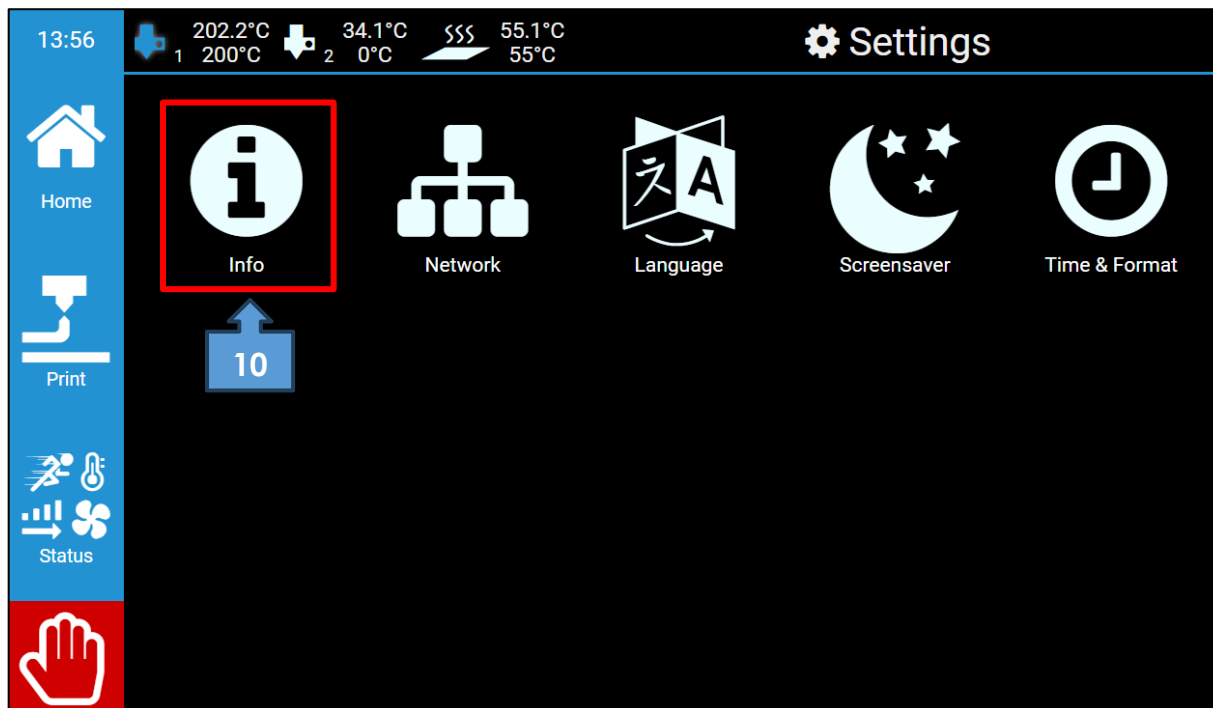 13:56
1 202.2°C 200°C 2 34.1°C 0°C 55.1°C 55°C
Settings
Home
Print
Status
Info
Network
え A
Language
Screensaver
Time & Format
10